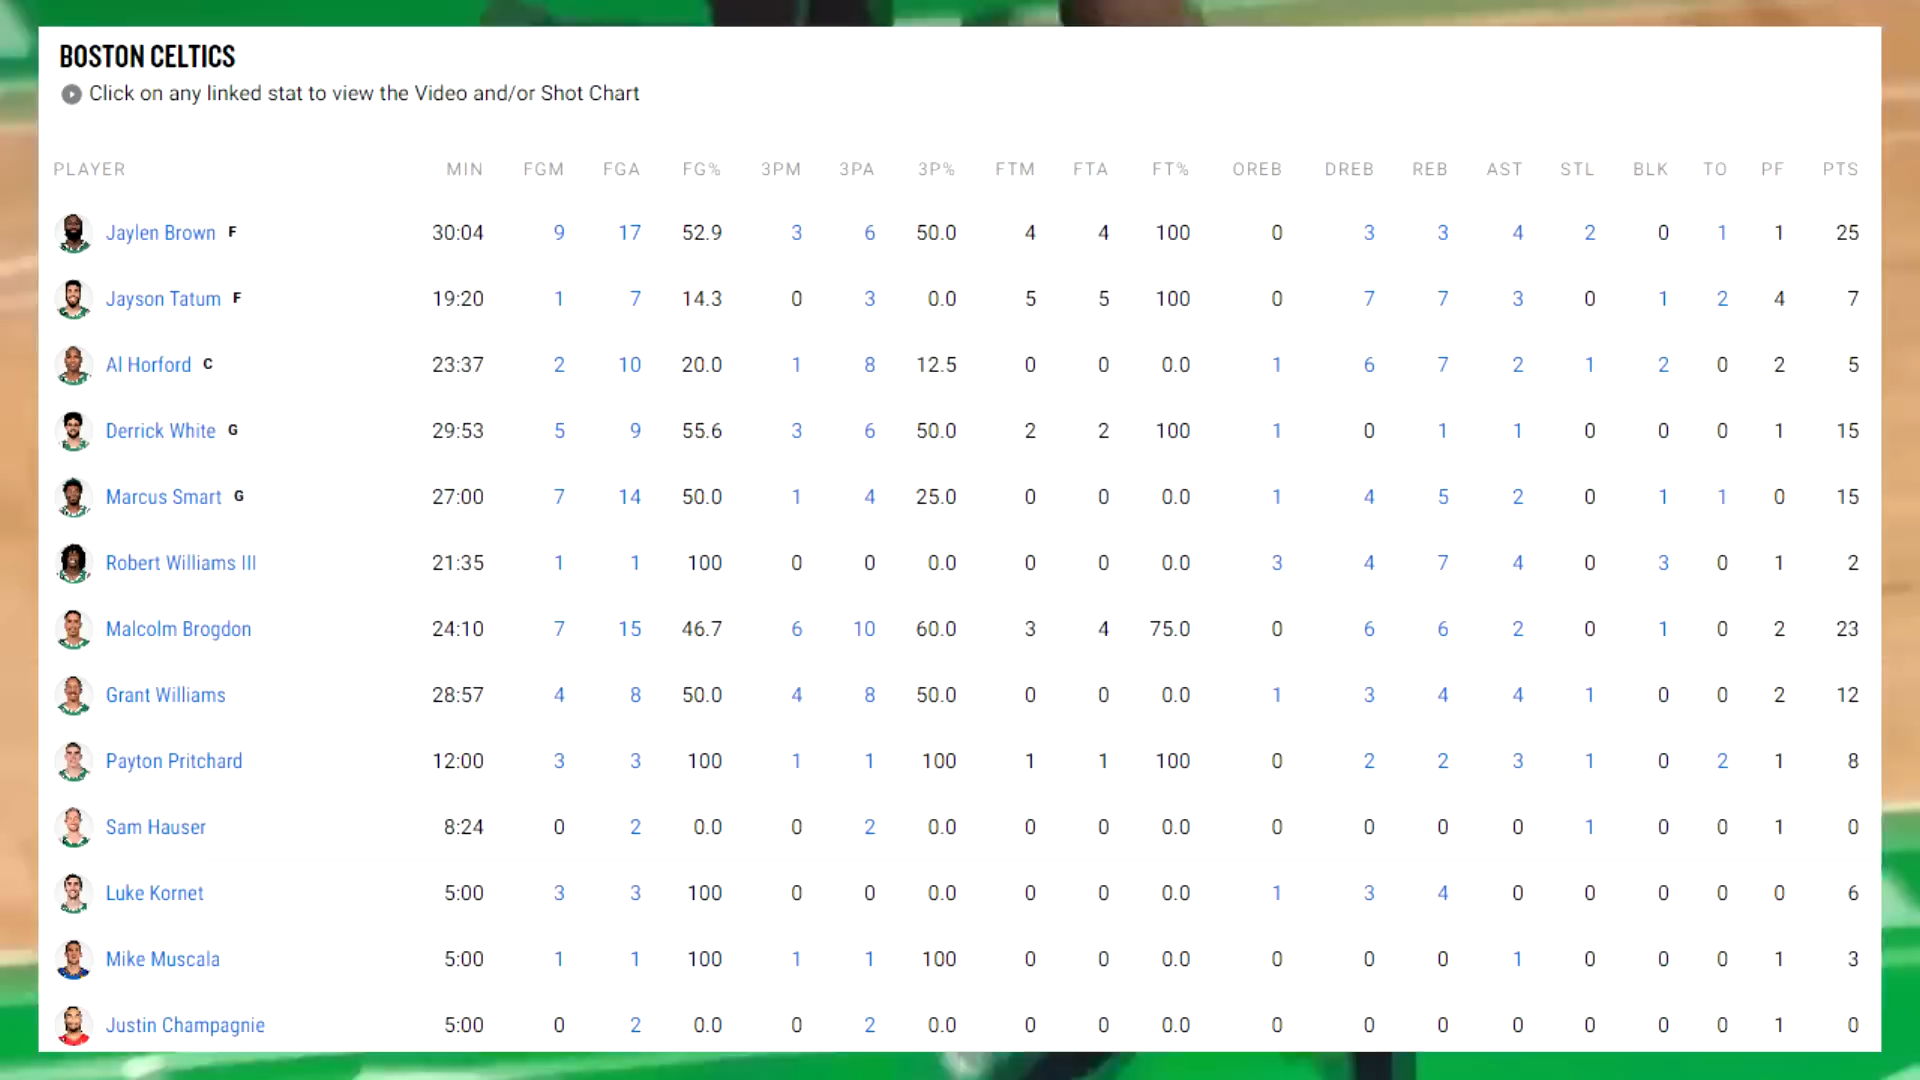 BOSTON CELTICS
Click on any linked stat to view the Video and/or Shot Chart
PLAYER MIN FGM FGA FG% 3PM 3PA 3P% FTM FTA FT% OREB DREB REB AST STL BLK TO PF PTS
Jaylen Brown F 30:04 9 17 52.9 3 6 50.0 4 4 100 0 3 3 4 2 0 1 1 25
Jayson Tatum F 19:20 1 7 14.3 0 3 0.0 5 5 100 0 7 7 3 0 1 2 4 7
Al Horford C 23:37 2 10 20.0 1 8 12.5 0 0 0.0 1 6 7 2 1 2 0 2 5
Derrick White G 29:53 5 9 55.6 3 6 50.0 2 2 100 1 0 1 1 0 0 0 1 15
Marcus Smart G 27:00 7 14 50.0 1 4 25.0 0 0 0.0 1 4 5 2 0 1 1 0 15
Robert Williams III 21:35 1 1 100 0 0 0.0 0 0 0.0 3 4 7 4 0 3 0 1 2
Malcolm Brogdon 24:10 7 15 46.7 6 10 60.0 3 4 75.0 0 6 6 2 0 1 0 2 23
Grant Williams 28:57 4 8 50.0 4 8 50.0 0 0 0.0 1 3 4 4 1 0 0 2 12
Payton Pritchard 12:00 3 3 100 1 1 100 1 1 100 0 2 2 3 1 0 2 1 8
Sam Hauser 8:24 0 2 0.0 0 2 0.0 0 0 0.0 0 0 0 0 1 0 0 1 0
Luke Kornet 5:00 3 3 100 0 0 0.0 0 0 0.0 1 3 4 0 0 0 0 0 6
Mike Muscala 5:00 1 1 100 1 1 100 0 0 0.0 0 0 0 1 0 0 0 1 3
Justin Champagnie 5:00 0 2 0.0 0 2 0.0 0 0 0.0 0 0 0 0 0 0 0 1 0